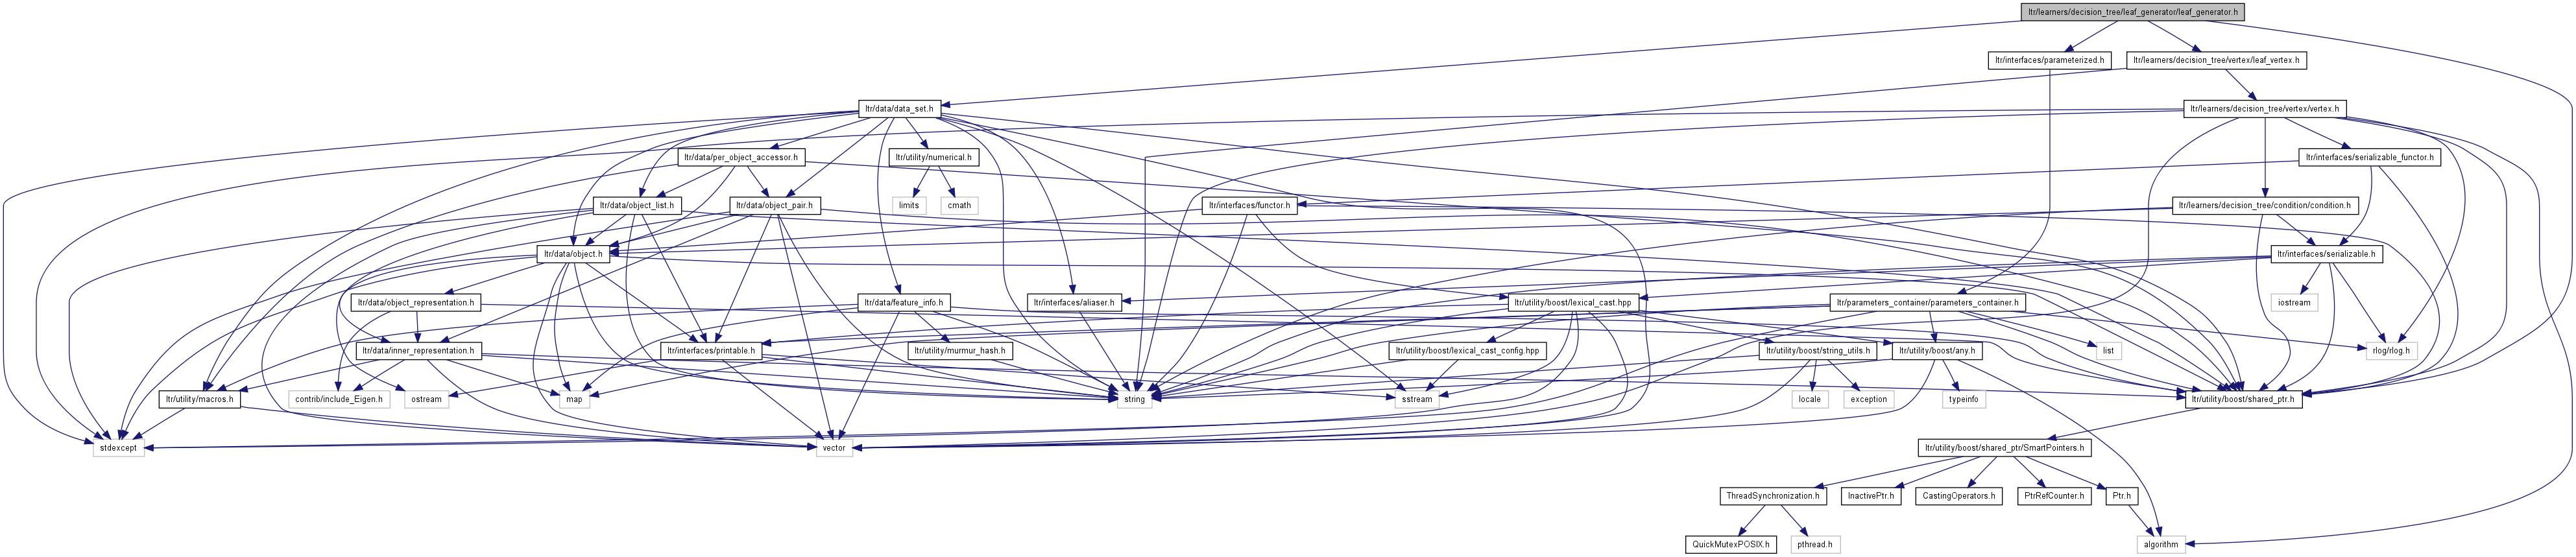 ltr/learners/decision_tree/leaf_generator/leaf_generator.h
ltr/interfaces/parameterized.h
ltr/learners/decision_tree/vertex/leaf_vertex.h
ltr/data/data_set.h
ltr/learners/decision_tree/vertex/vertex.h
ltr/data/per_object_accessor.h
ltr/utility/numerical.h
ltr/interfaces/serializable_functor.h
ltr/data/object_list.h
ltr/data/object_pair.h
limits
cmath
ltr/interfaces/functor.h
ltr/learners/decision_tree/condition/condition.h
ltr/data/object.h
ltr/interfaces/serializable.h
ltr/data/object_representation.h
ltr/data/feature_info.h
ltr/interfaces/aliaser.h
ltr/utility/boost/lexical_cast.hpp
ltr/parameters_container/parameters_container.h
iostream
ltr/data/inner_representation.h
ltr/interfaces/printable.h
ltr/utility/murmur_hash.h
ltr/utility/boost/lexical_cast_config.hpp
ltr/utility/boost/string_utils.h
ltr/utility/boost/any.h
list
rlog/rlog.h
ltr/utility/macros.h
contrib/include_Eigen.h
ostream
map
string
sstream
locale
exception
typeinfo
ltr/utility/boost/shared_ptr.h
stdexcept
vector
ltr/utility/boost/shared_ptr/SmartPointers.h
ThreadSynchronization.h
InactivePtr.h
CastingOperators.h
PtrRefCounter.h
Ptr.h
QuickMutexPOSIX.h
pthread.h
algorithm